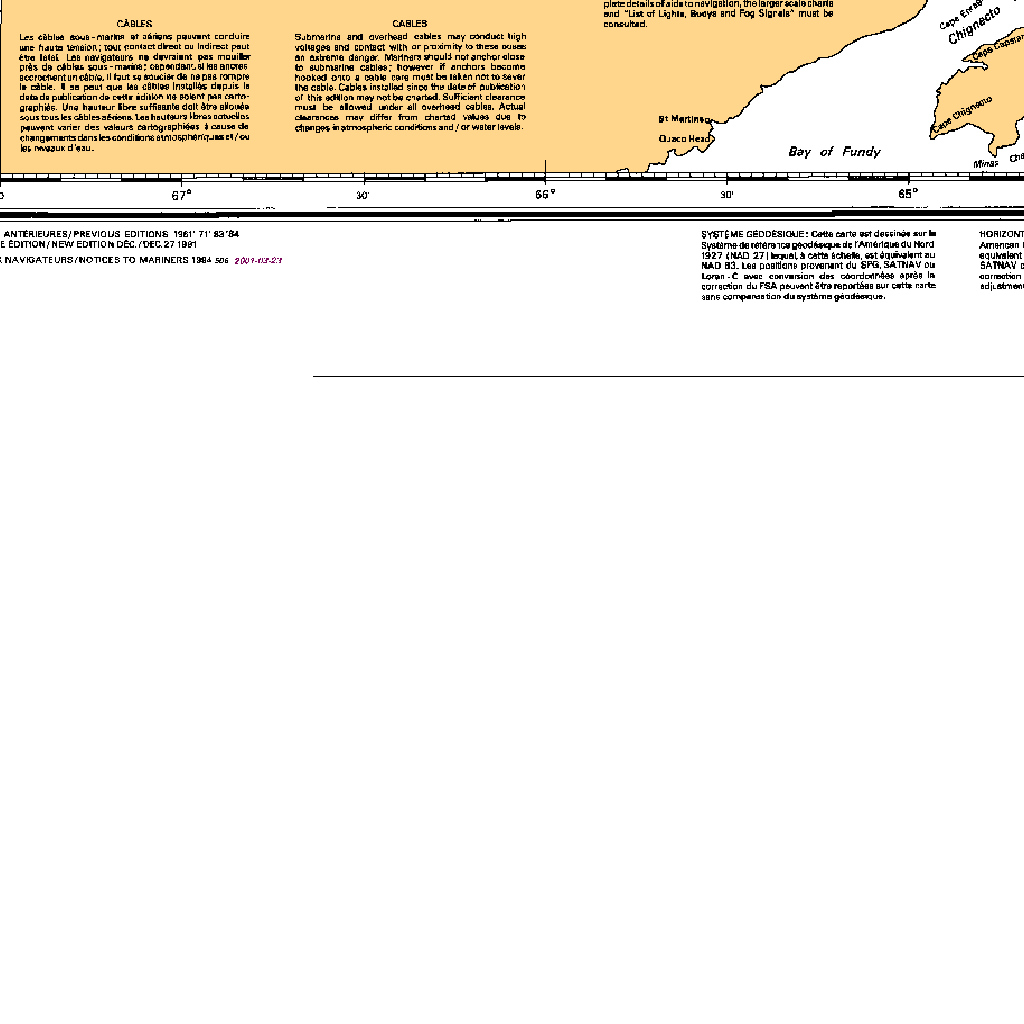 plete details of aids to navigation, the larger scale charts
and "List of Lights, Buoys and Fog Signals" must be
consulted.
CÂBLES
Les câbles sous-marins et aériens peuvent conduire
une haute tension; tout contact direct ou indirect peut
être fatal. Les navigateurs ne devraient pas mouiller
près de câbles sous-marins; cependant, si les ancres
accrochent un câble, il faut se soucier de ne pas rompre
le câble. Il se peut que les câbles installés depuis la
date de publication de cette édition ne soient pas carto-
graphiés. Une hauteur libre suffisante doit être allouée
sous tous les câbles aériens. Les hauteurs libres actuelles
peuvent varier des valeurs cartographiées à cause de
changements dans les conditions atmosphériques et/ou
les niveaux d'eau.
CABLES
Submarine and overhead cables may conduct high
voltages and contact with or proximity to these poses
an extreme danger. Mariners should not anchor close
to submarine cables; however if anchors become
hooked onto a cable care must be taken not to sever
the cable. Cables installed since the date of publication
of this edition may not be charted. Sufficient clearance
must be allowed under all overhead cables. Actual
clearances may differ from charted values due to
changes in atmospheric conditions and/or water levels.
Cape Enrage
Chignecto
Cape Capstan
Cape Chignecto
St Martins
Quaco Head
Bay of Fundy
Minas Cha
67° 30' 66° 30' 65°
ANTÉRIEURES/PREVIOUS EDITIONS 1961' 71' 83'84
E ÉDITION/NEW EDITION DÉC./DEC. 27 1991
NAVIGATEURS/NOTICES TO MARINERS 1994 506 2001-03-23
SYSTÈME GÉODÉSIQUE: Cette carte est dessinée sur le
Système de référence géodésique de l'Amérique du Nord
1927 (NAD 27) lequel, à cette échelle, est équivalent au
NAD 83. Les positions provenant du SPG, SATNAV ou
Loran-C avec conversion des coordonnées après la
correction du FSA peuvent être reportées sur cette carte
sans compensation du système géodésique.
HORIZONT
American
equivalent
SATNAV o
correction
adjustmen